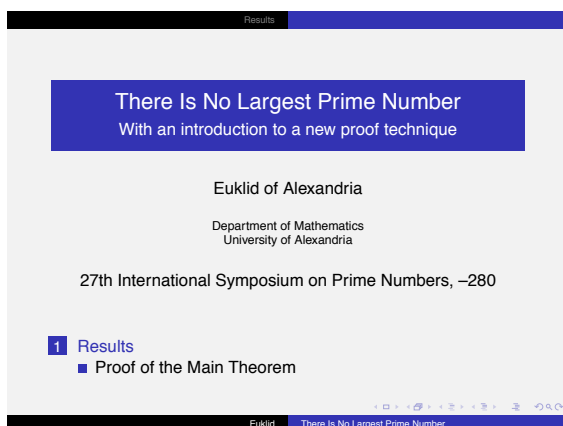 Results
There Is No Largest Prime Number
With an introduction to a new proof technique
Euklid of Alexandria
Department of Mathematics
University of Alexandria
27th International Symposium on Prime Numbers, –280
1 Results
Proof of the Main Theorem
Euklid There Is No Largest Prime Number